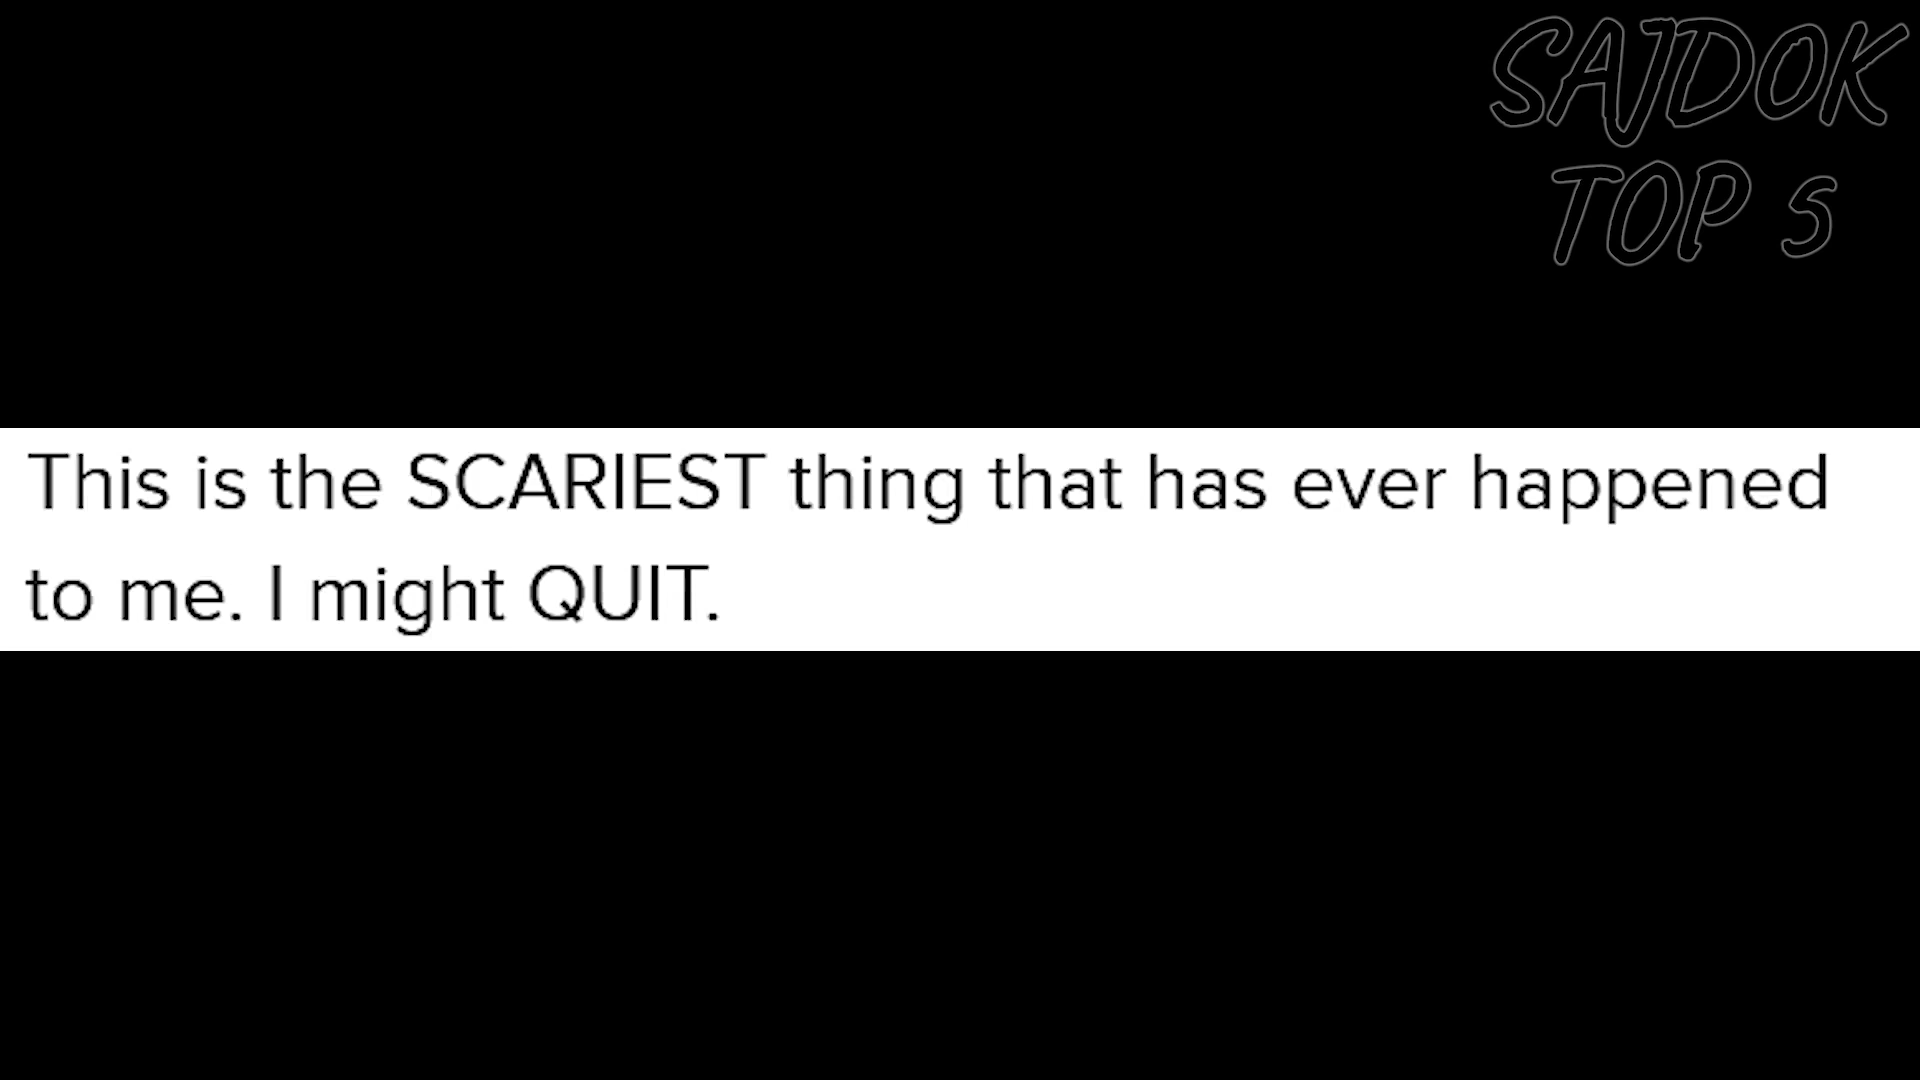 SAJDOK
TOP 5
This is the SCARIEST thing that has ever happened
to me. I might QUIT.